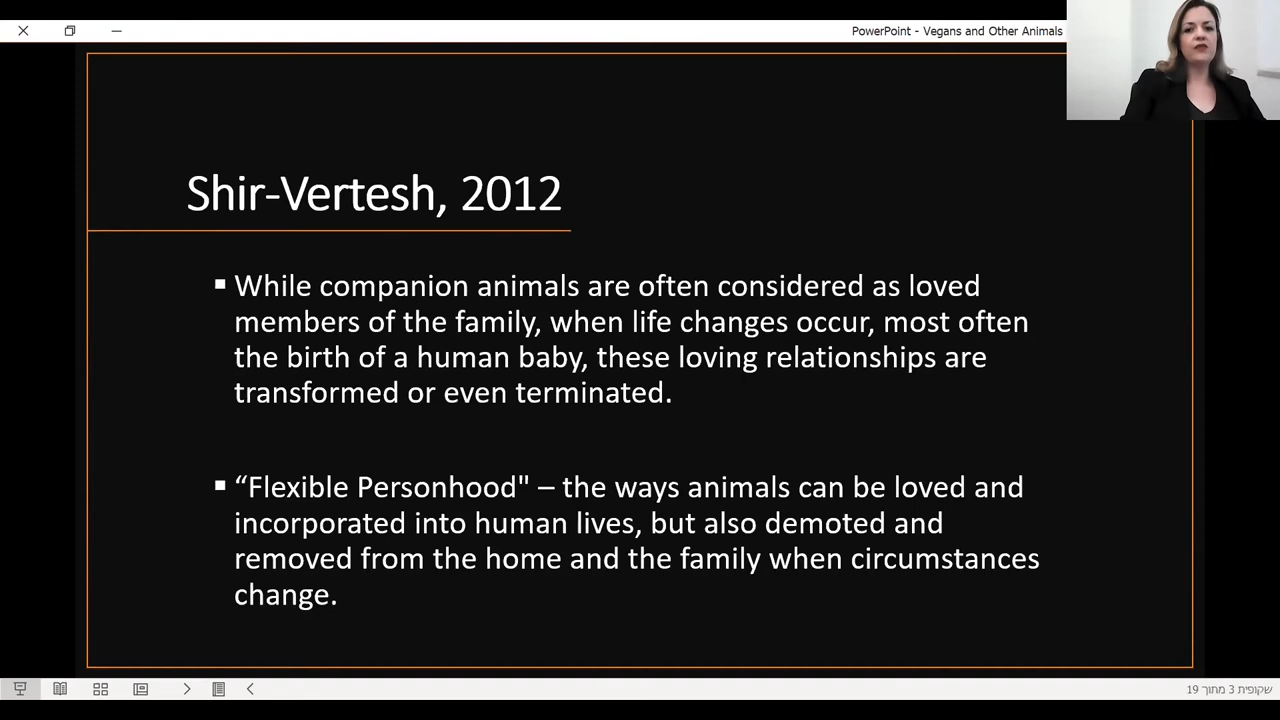 PowerPoint - Vegans and Other Animals
Shir-Vertesh, 2012
▪ While companion animals are often considered as loved
members of the family, when life changes occur, most often
the birth of a human baby, these loving relationships are
transformed or even terminated.
▪ “Flexible Personhood" – the ways animals can be loved and
incorporated into human lives, but also demoted and
removed from the home and the family when circumstances
change.
שקופית 3 מתוך 19